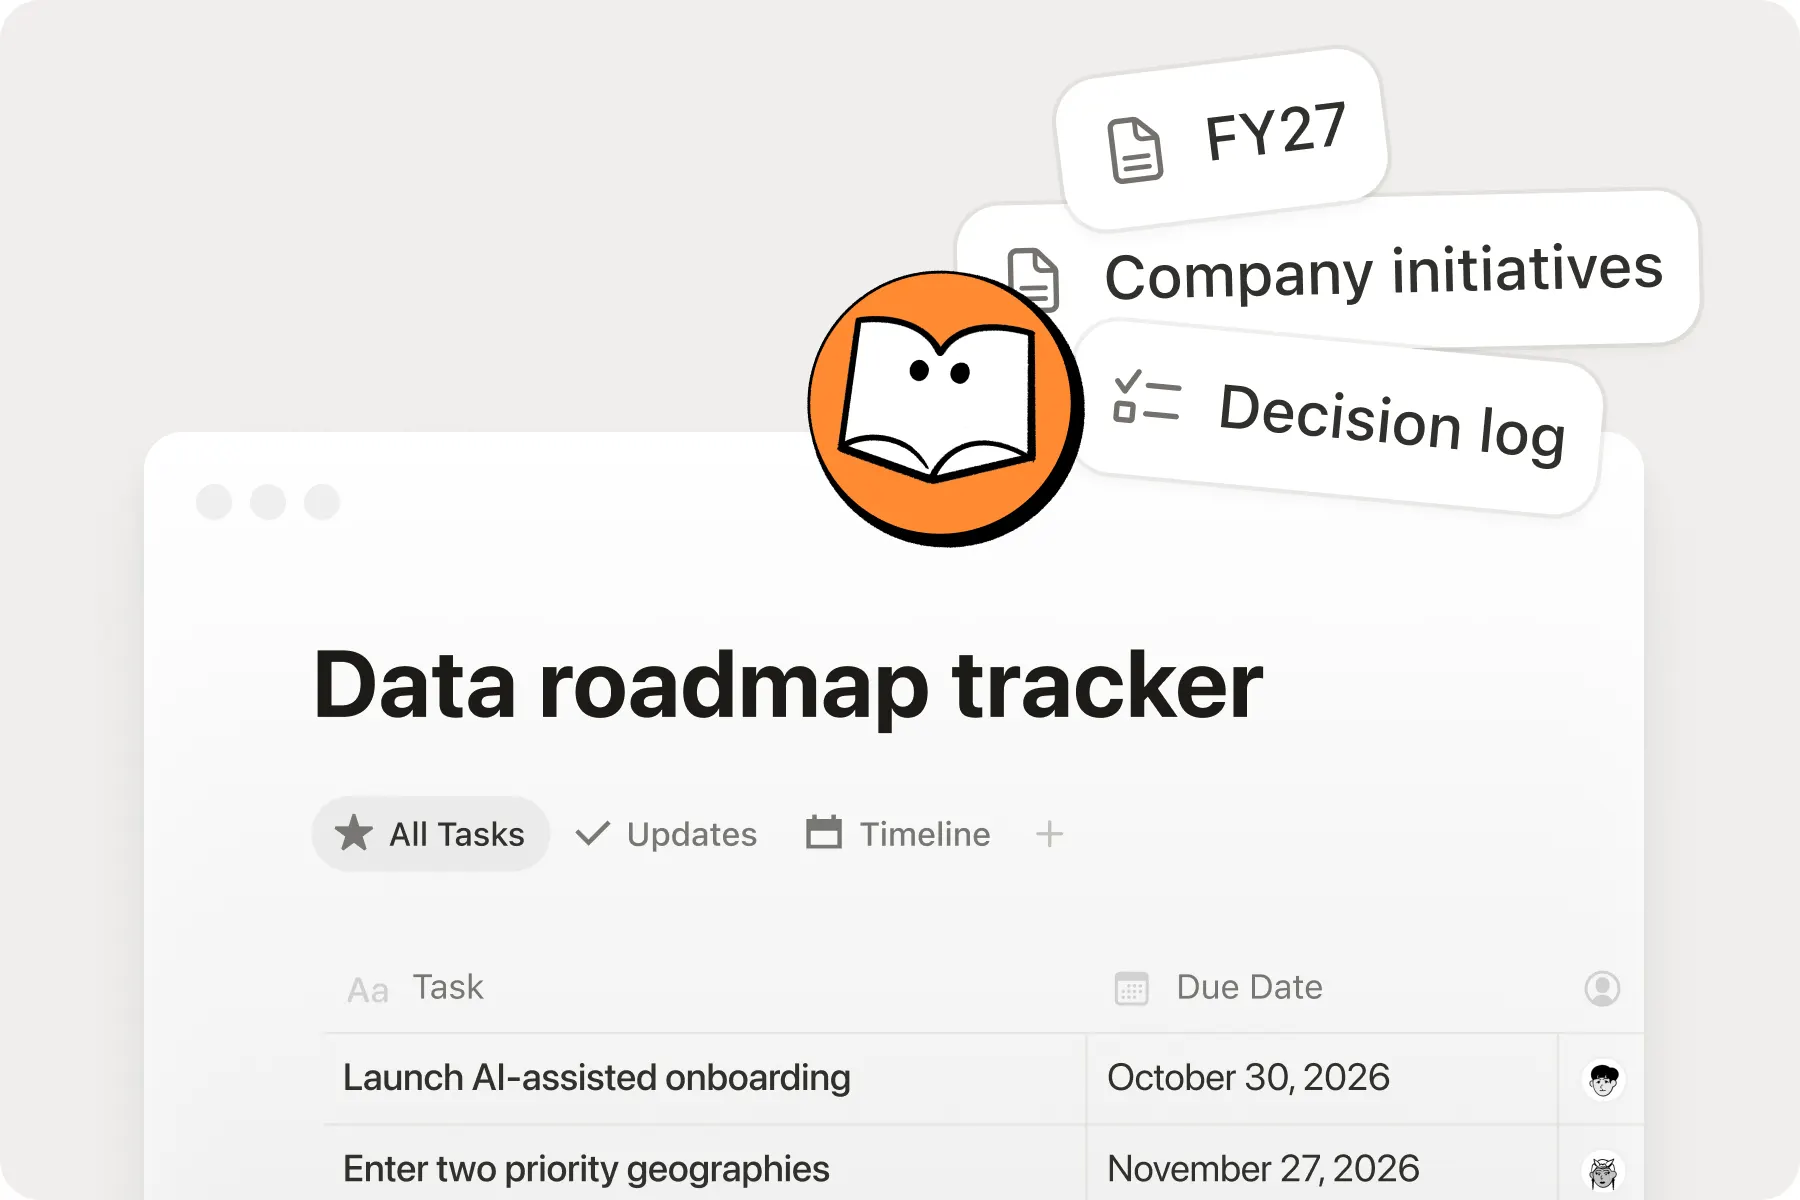 FY27
Company initiatives
Decision log
Data roadmap tracker
All Tasks Updates Timeline +
Aa Task Due Date
Launch AI-assisted onboarding October 30, 2026
Enter two priority geographies November 27, 2026